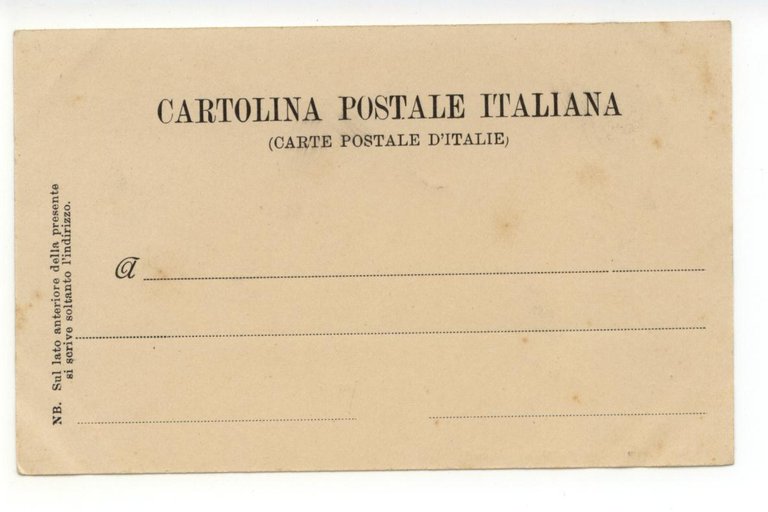 CARTOLINA POSTALE ITALIANA
(CARTE POSTALE D'ITALIE)
A
NB. Sul lato anteriore della presente
si scrive soltanto l'indirizzo.